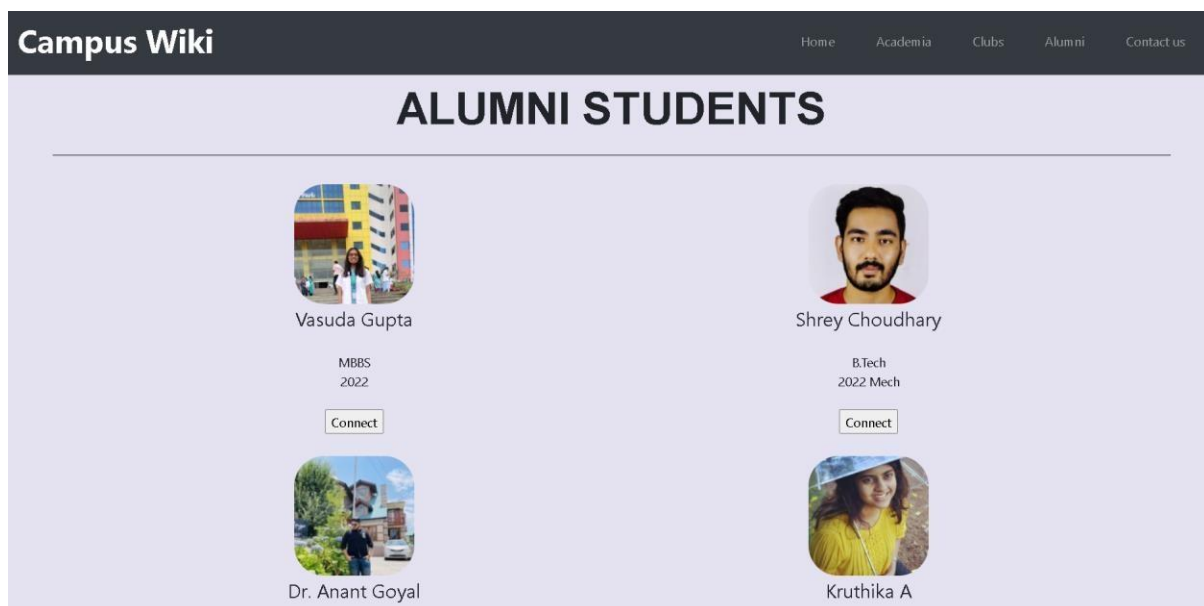 Campus Wiki
Home Academia Clubs Alumni Contact us
ALUMNI STUDENTS
Vasuda Gupta
MBBS
2022
Connect
Shrey Choudhary
B.Tech
2022 Mech
Connect
Dr. Anant Goyal
Kruthika A